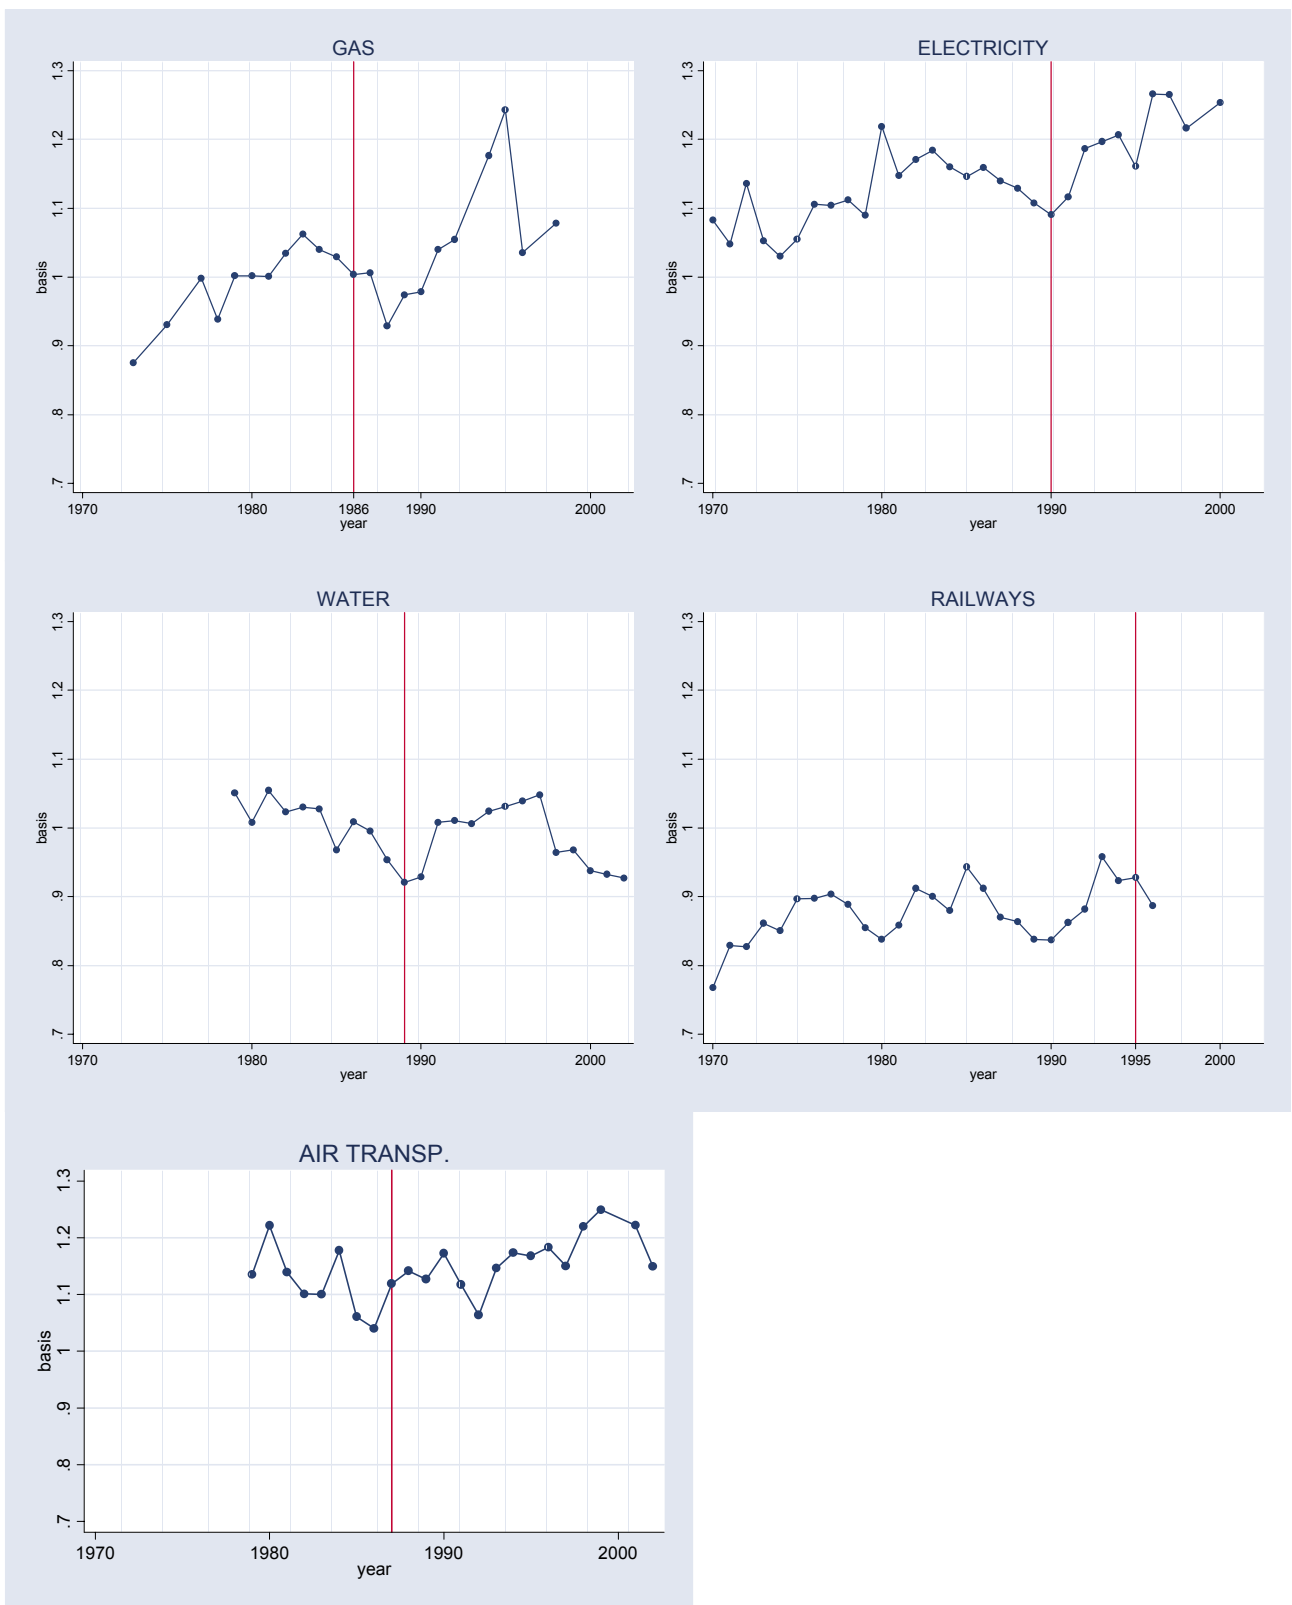 GAS
1.3
1.2
1.1
1
.9
.8
.7
basis
1970 1980 1986 1990 2000
year
ELECTRICITY
1.3
1.2
1.1
1
.9
.8
.7
basis
1970 1980 1990 2000
year
WATER
1.3
1.2
1.1
1
.9
.8
.7
basis
1970 1980 1990 2000
year
RAILWAYS
1.3
1.2
1.1
1
.9
.8
.7
basis
1970 1980 1990 1995 2000
year
AIR TRANSP.
1.3
1.2
1.1
1
.9
.8
.7
basis
1970 1980 1990 2000
year